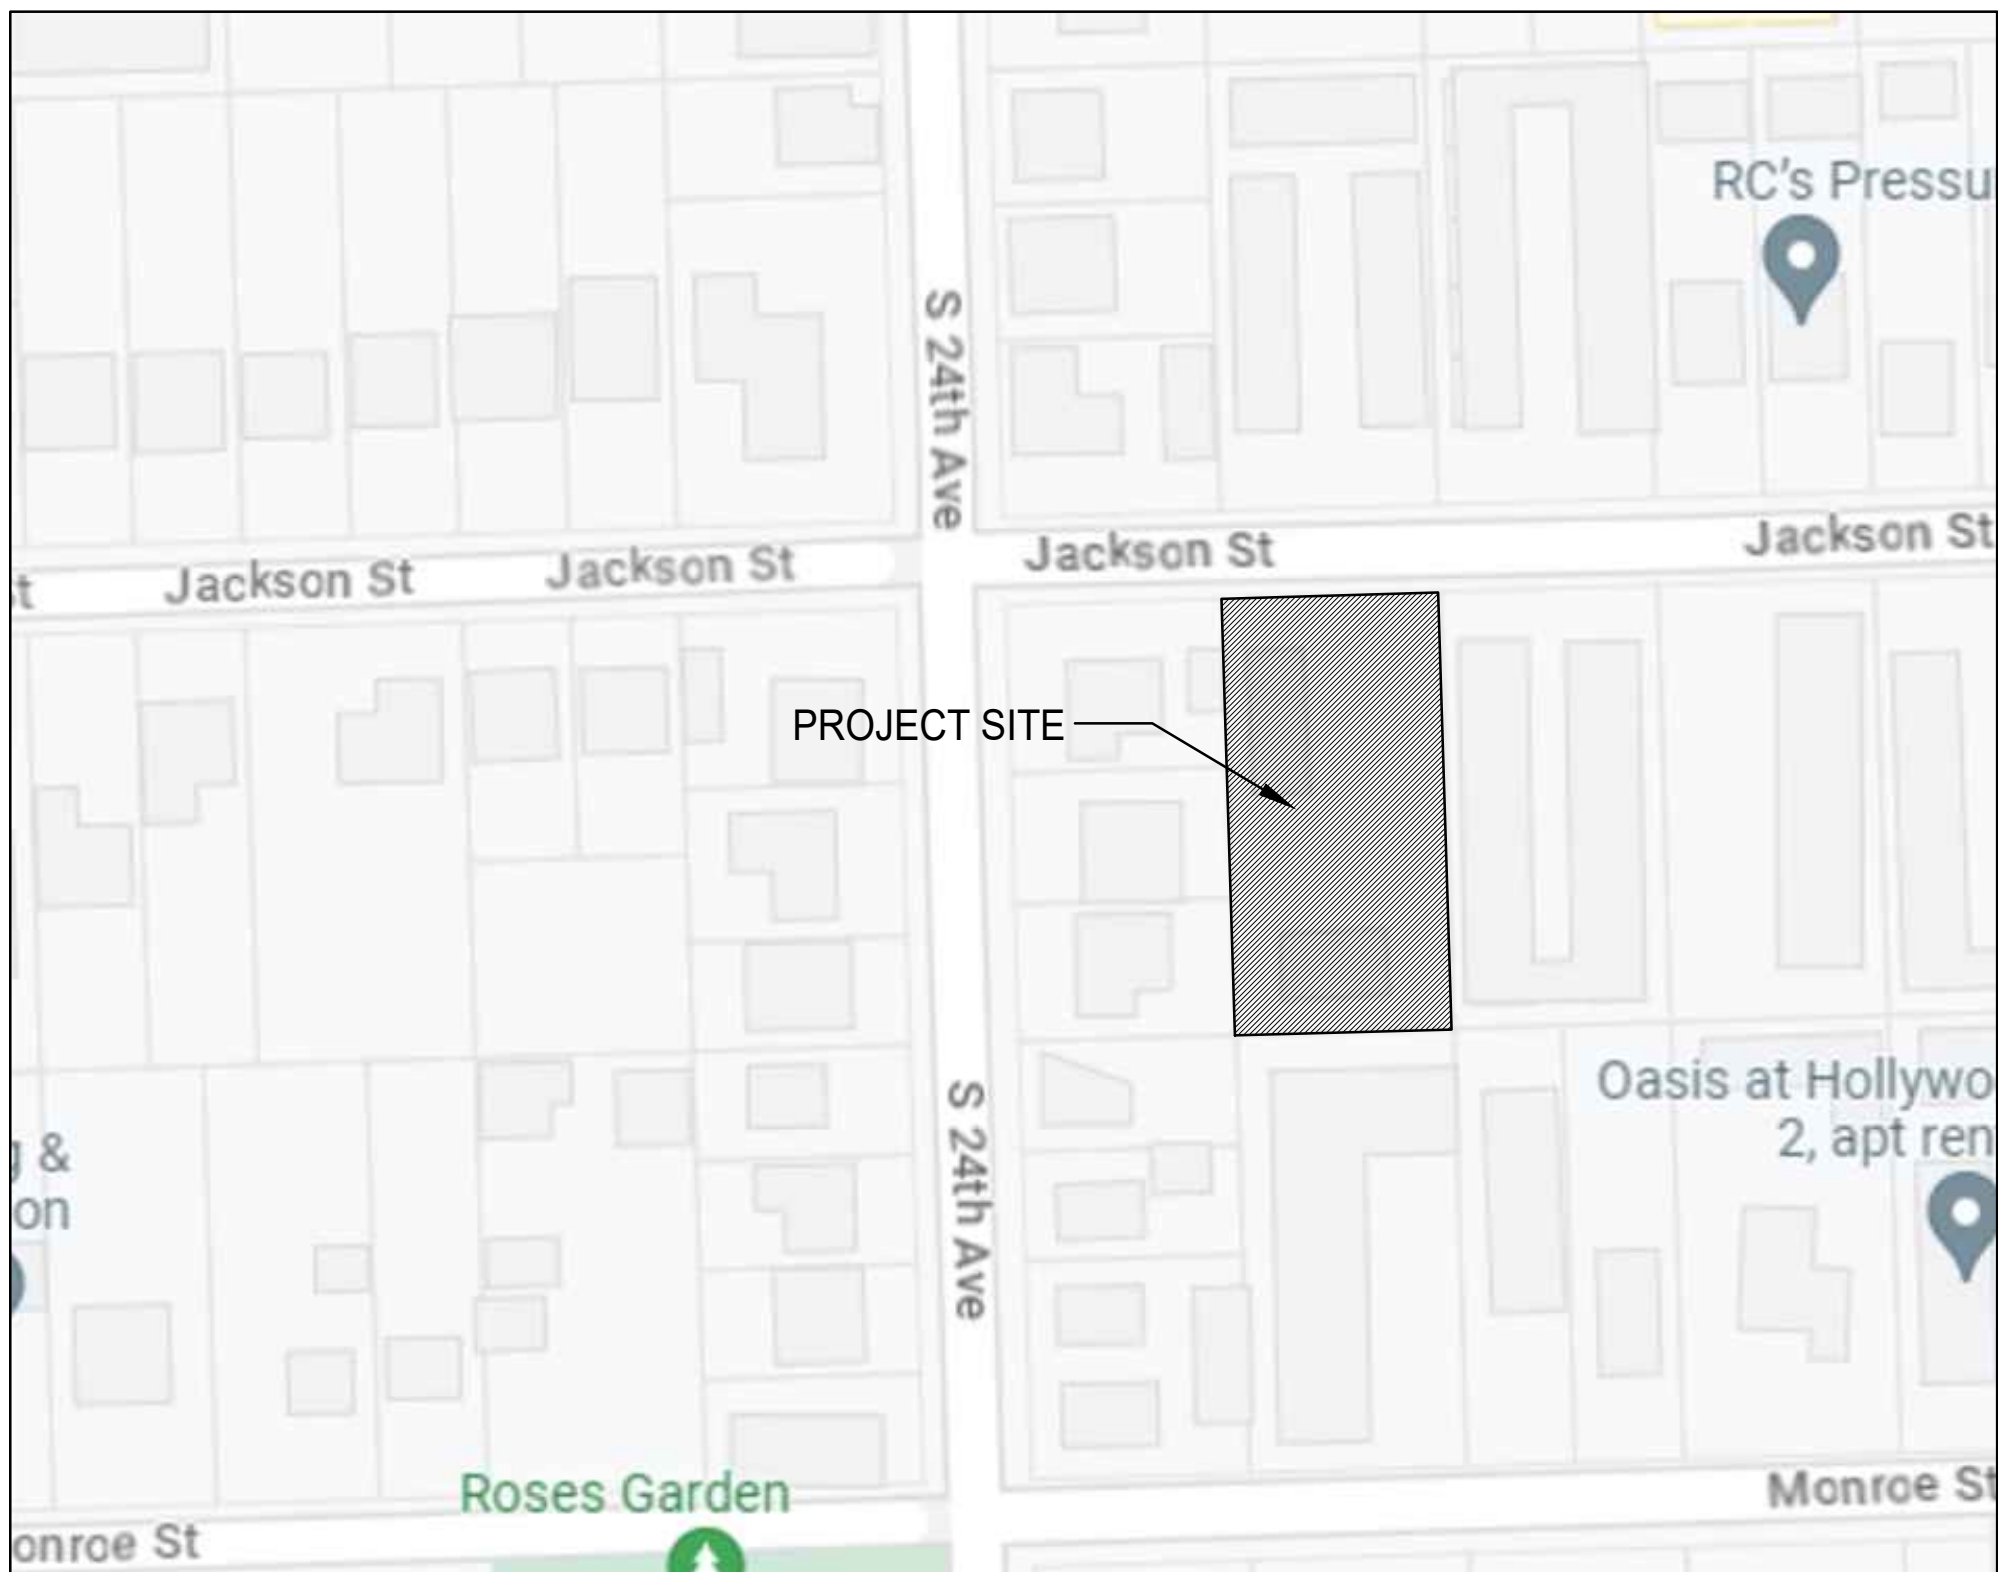 RC's Pressu
S 24th Ave
Jackson St
Jackson St
st
Jackson St
Jackson St
PROJECT SITE
Oasis at Hollywo
2, apt ren
S 24th Ave
g &
on
Roses Garden
Monroe St
onroe St